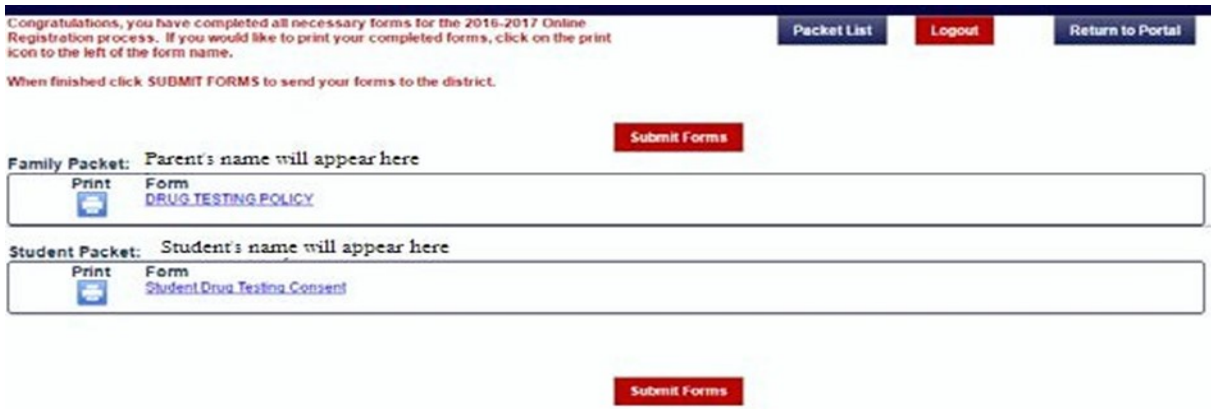 Congratulations, you have completed all necessary forms for the 2016-2017 Online
Registration process. If you would like to print your completed forms, click on the print
icon to the left of the form name.
Packet List
Logout
Return to Portal
When finished click SUBMIT FORMS to send your forms to the district.
Submit Forms
Family Packet: Parent's name will appear here
Print Form
DRUG TESTING POLICY
Student Packet: Student's name will appear here
Print Form
Student Drug Testing Consent
Submit Forms